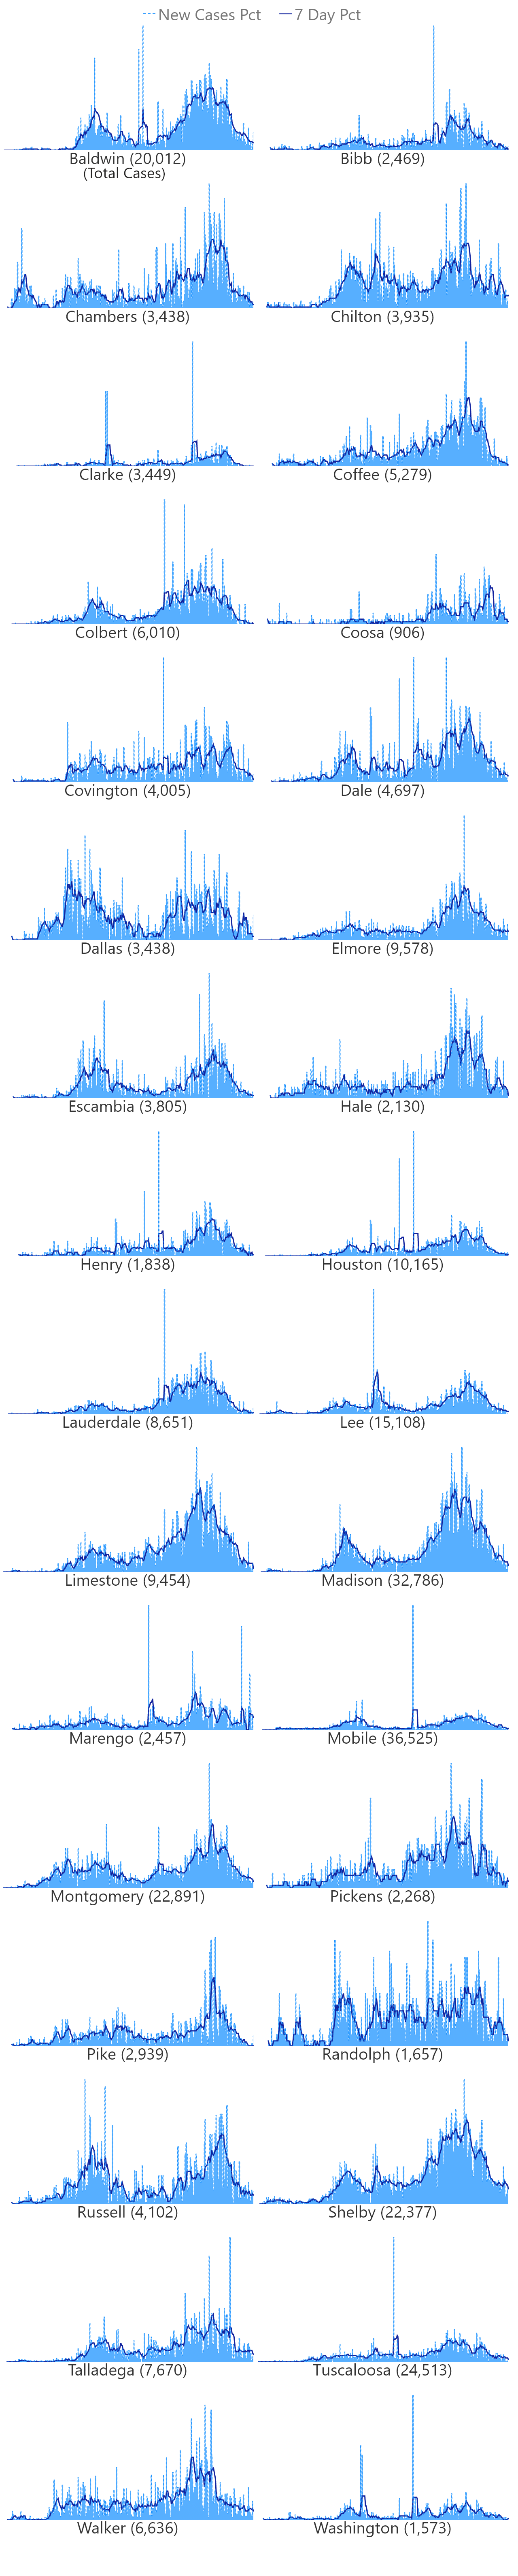 New Cases Pct 7 Day Pct
Baldwin (20,012) Bibb (2,469)
(Total Cases)
Chambers (3,438) Chilton (3,935)
Clarke (3,449) Coffee (5,279)
Colbert (6,010) Coosa (906)
Covington (4,005) Dale (4,697)
Dallas (3,438) Elmore (9,578)
Escambia (3,805) Hale (2,130)
Henry (1,838) Houston (10,165)
Lauderdale (8,651) Lee (15,108)
Limestone (9,454) Madison (32,786)
Marengo (2,457) Mobile (36,525)
Montgomery (22,891) Pickens (2,268)
Pike (2,939) Randolph (1,657)
Russell (4,102) Shelby (22,377)
Talladega (7,670) Tuscaloosa (24,513)
Walker (6,636) Washington (1,573)